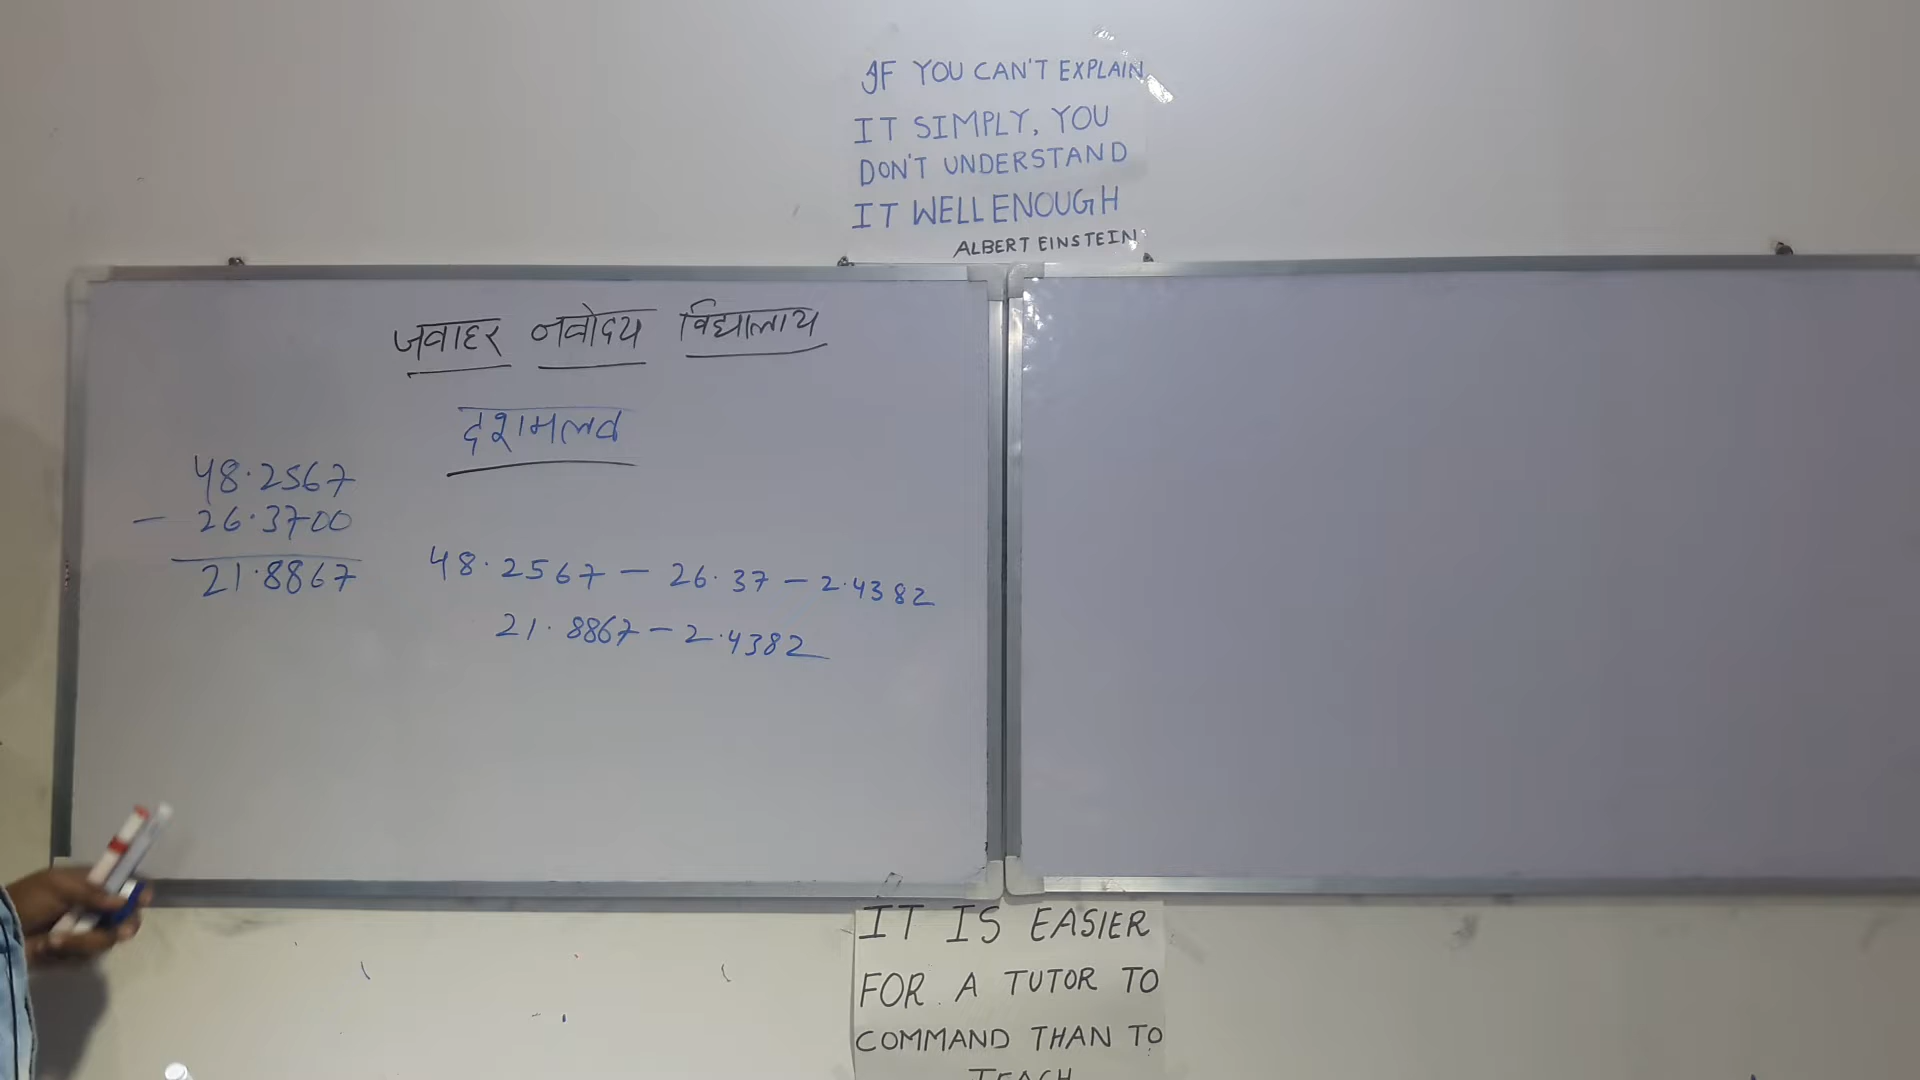 IF YOU CAN'T EXPLAIN
IT SIMPLY, YOU
DON'T UNDERSTAND
IT WELL ENOUGH
ALBERT EINSTEIN
जवाहर नवोदय विद्यालाय
दशमलव
48.2567
- 26.3700
21.8867
48.2567 - 26.37 - 2.4382
21.8867 - 2.4382
IT IS EASIER
FOR A TUTOR TO
COMMAND THAN TO
TEACH